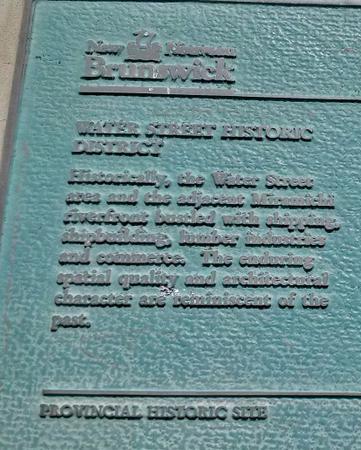 New Nouveau
Brunswick
WATER STREET HISTORIC
DISTRICT
Historically, the Water Street
area and the adjacent Miramichi
riverfront bustled with shipping,
shipbuilding, lumber industries
and commerce. The enduring
spatial quality and architectural
character are reminiscent of the
past.
PROVINCIAL HISTORIC SITE